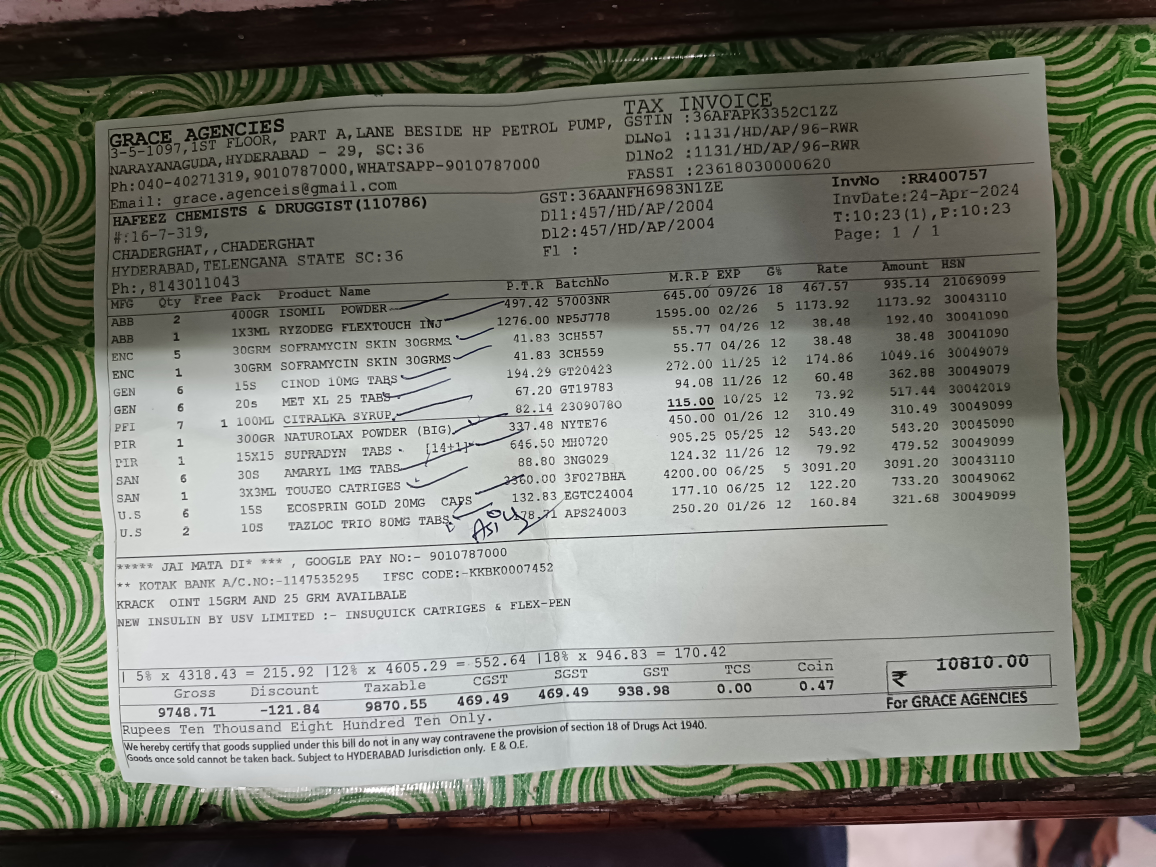 GRACE AGENCIES
3-5-1097,1ST FLOOR, PART A,LANE BESIDE HP PETROL PUMP,
NARAYANAGUDA,HYDERABAD - 29, SC:36
Ph:040-40271319,9010787000,WHATSAPP-9010787000
Email: grace.agenceis@gmail.com
TAX INVOICE
GSTIN :36AFAPK3352C1ZZ
DLNo1 :1131/HD/AP/96-RWR
DlNo2 :1131/HD/AP/96-RWR
FASSI :23618030000620
HAFEEZ CHEMISTS & DRUGGIST(110786)
#:16-7-319,
CHADERGHAT,,CHADERGHAT
HYDERABAD,TELENGANA STATE SC:36
Ph:,8143011043
GST:36AANFH6983N1ZE
Dl1:457/HD/AP/2004
Dl2:457/HD/AP/2004
Fl :
InvNo :RR400757
InvDate:24-Apr-2024
T:10:23(1),P:10:23
Page: 1 / 1
MFG Qty Free Pack Product Name P.T.R BatchNo M.R.P EXP G% Rate Amount HSN
ABB 2 400GR ISOMIL POWDER 497.42 57003NR 645.00 09/26 18 467.57 935.14 21069099
ABB 1 1X3ML RYZODEG FLEXTOUCH INJ 1276.00 NP5J778 1595.00 02/26 5 1173.92 1173.92 30043110
ENC 5 30GRM SOFRAMYCIN SKIN 30GRMS 41.83 3CH557 55.77 04/26 12 38.48 192.40 30041090
ENC 1 30GRM SOFRAMYCIN SKIN 30GRMS 41.83 3CH559 55.77 04/26 12 38.48 38.48 30041090
GEN 6 15S CINOD 10MG TABS 194.29 GT20423 272.00 11/25 12 174.86 1049.16 30049079
GEN 6 20s MET XL 25 TABS 67.20 GT19783 94.08 11/26 12 60.48 362.88 30049079
PFI 7 1 100ML CITRALKA SYRUP 82.14 23090780 115.00 10/25 12 73.92 517.44 30042019
PIR 1 300GR NATUROLAX POWDER (BIG) 337.48 NYTE76 450.00 01/26 12 310.49 310.49 30049099
PIR 1 15X15 SUPRADYN TABS [14+1] 646.50 MH0720 905.25 05/25 12 543.20 543.20 30045090
SAN 6 30S AMARYL 1MG TABS 88.80 3NG029 124.32 11/26 12 79.92 479.52 30049099
SAN 1 3X3ML TOUJEO CATRIGES 3360.00 3F027BHA 4200.00 06/25 5 3091.20 3091.20 30043110
U.S 6 15S ECOSPRIN GOLD 20MG CAPS 132.83 EGTC24004 177.10 06/25 12 122.20 733.20 30049062
U.S 2 10S TAZLOC TRIO 80MG TABS 178.71 APS24003 250.20 01/26 12 160.84 321.68 30049099
***** JAI MATA DI* *** , GOOGLE PAY NO:- 9010787000
** KOTAK BANK A/C.NO:-1147535295 IFSC CODE:-KKBK0007452
KRACK OINT 15GRM AND 25 GRM AVAILBALE
NEW INSULIN BY USV LIMITED :- INSUQUICK CATRIGES & FLEX-PEN
| 5% x 4318.43 = 215.92 |12% x 4605.29 = 552.64 |18% x 946.83 = 170.42
Gross Discount Taxable CGST SGST GST TCS Coin
9748.71 -121.84 9870.55 469.49 469.49 938.98 0.00 0.47
₹ 10810.00
Rupees Ten Thousand Eight Hundred Ten Only.
For GRACE AGENCIES
We hereby certify that goods supplied under this bill do not in any way contravene the provision of section 18 of Drugs Act 1940.
Goods once sold cannot be taken back. Subject to HYDERABAD Jurisdiction only. E & O.E.